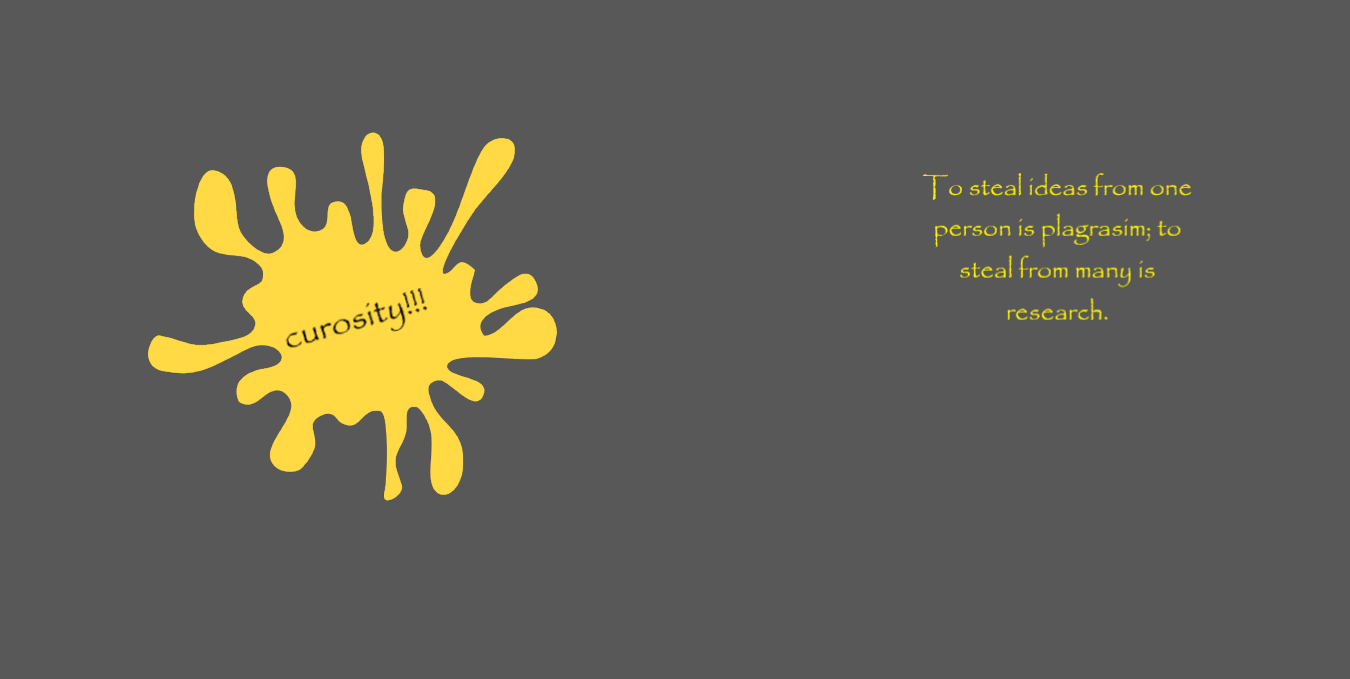 curosity!!!
To steal ideas from one
person is plagrasim; to
steal from many is
research.